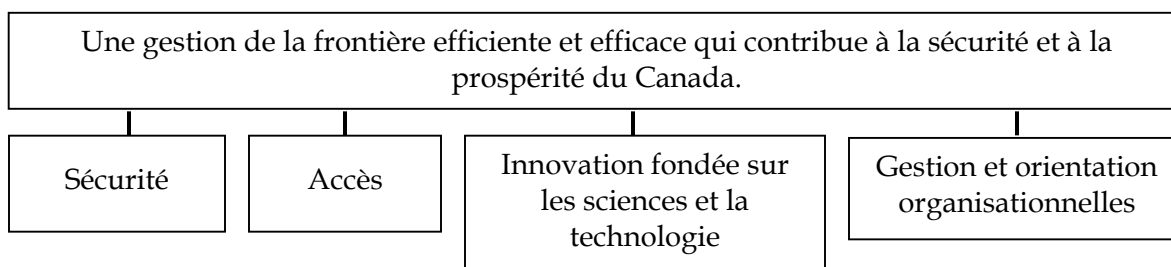 Une gestion de la frontière efficiente et efficace qui contribue à la sécurité et à la
prospérité du Canada.
Sécurité
Accès
Innovation fondée sur
les sciences et la
technologie
Gestion et orientation
organisationnelles